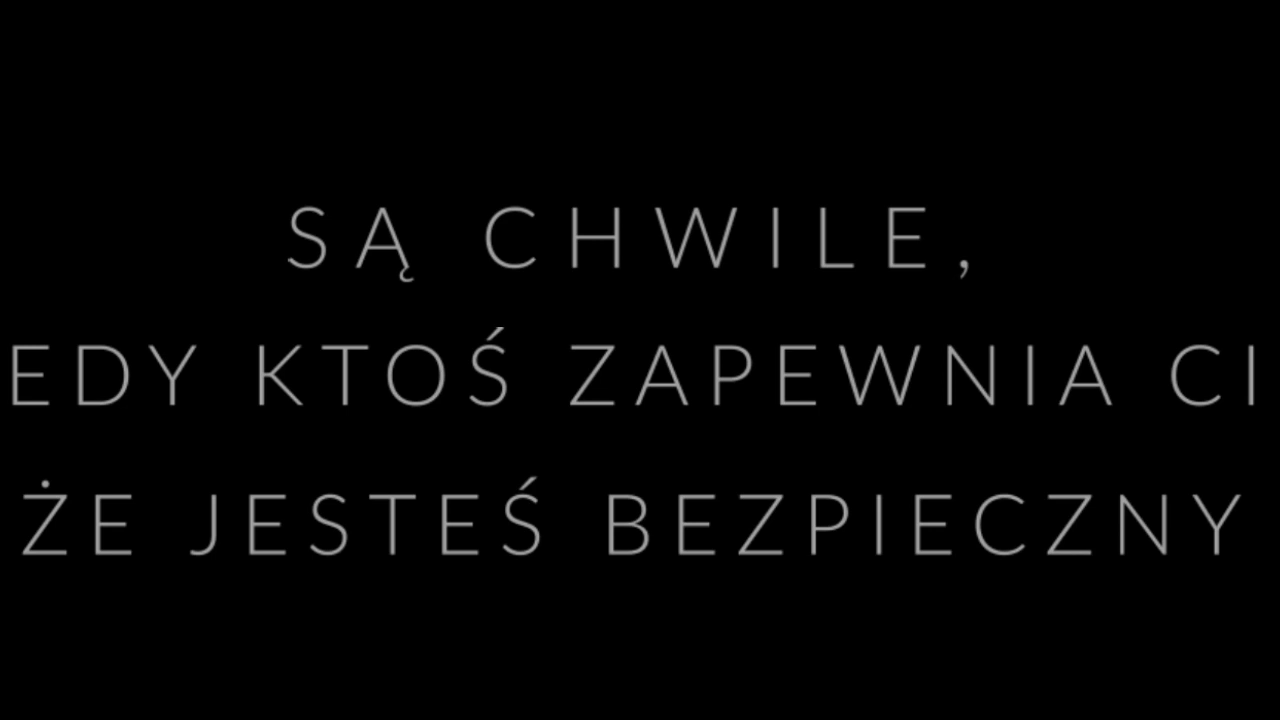 SĄ CHWILE,
EDY KTOŚ ZAPEWNIA CI
ŻE JESTEŚ BEZPIECZNY